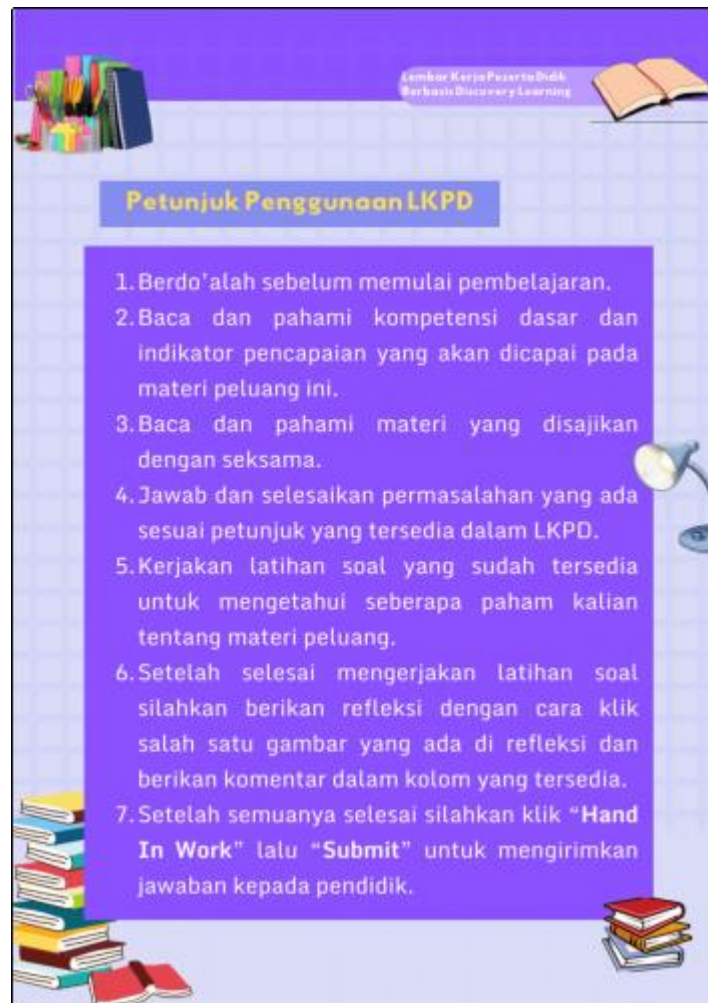 Lembar Kerja Peserta Didik
Berbasis Discovery Learning
Petunjuk Penggunaan LKPD
1. Berdo'alah sebelum memulai pembelajaran.
2. Baca dan pahami kompetensi dasar dan
indikator pencapaian yang akan dicapai pada
materi peluang ini.
3. Baca dan pahami materi yang disajikan
dengan seksama.
4. Jawab dan selesaikan permasalahan yang ada
sesuai petunjuk yang tersedia dalam LKPD.
5. Kerjakan latihan soal yang sudah tersedia
untuk mengetahui seberapa paham kalian
tentang materi peluang.
6. Setelah selesai mengerjakan latihan soal
silahkan berikan refleksi dengan cara klik
salah satu gambar yang ada di refleksi dan
berikan komentar dalam kolom yang tersedia.
7. Setelah semuanya selesai silahkan klik “Hand
In Work” lalu “Submit” untuk mengirimkan
jawaban kepada pendidik.